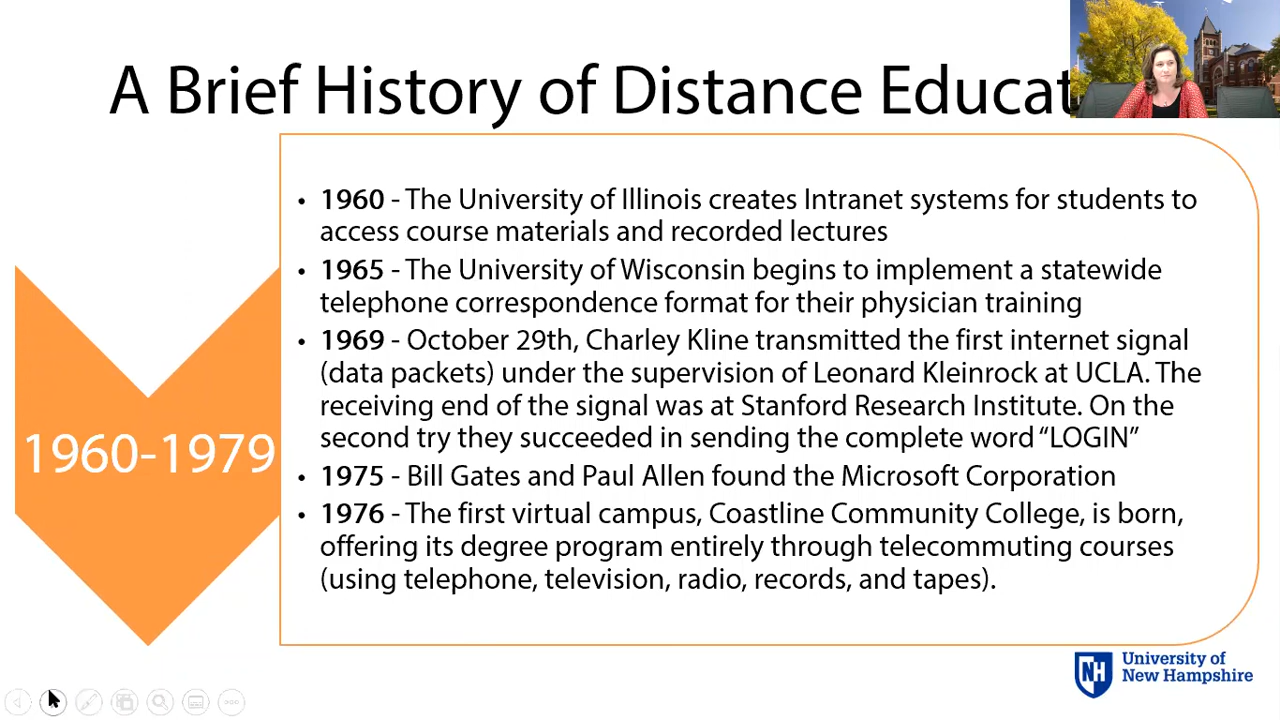 A Brief History of Distance Educat
• 1960 - The University of Illinois creates Intranet systems for students to
access course materials and recorded lectures
• 1965 - The University of Wisconsin begins to implement a statewide
telephone correspondence format for their physician training
• 1969 - October 29th, Charley Kline transmitted the first internet signal
(data packets) under the supervision of Leonard Kleinrock at UCLA. The
receiving end of the signal was at Stanford Research Institute. On the
second try they succeeded in sending the complete word “LOGIN”
1960-1979
• 1975 - Bill Gates and Paul Allen found the Microsoft Corporation
• 1976 - The first virtual campus, Coastline Community College, is born,
offering its degree program entirely through telecommuting courses
(using telephone, television, radio, records, and tapes).
NH
University of
New Hampshire